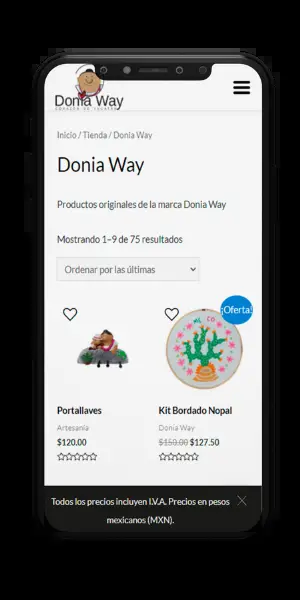 Donia Way
Inicio / Tienda / Donia Way
Donia Way
Productos originales de la marca Donia Way
Mostrando 1–9 de 75 resultados
Ordenar por las últimas
¡Oferta!
Portallaves
Artesanía
$120.00
Kit Bordado Nopal
Donia Way
$150.00 $127.50
Todos los precios incluyen I.V.A. Precios en pesos
mexicanos (MXN).